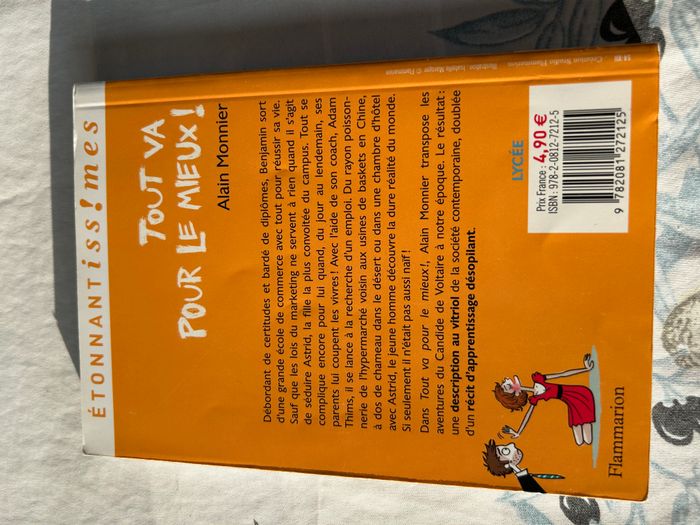 ÉTONNANTiss!mes
TOUT VA
POUR LE MIEUX!
Alain Monnier
Débordant de certitudes et bardé de diplômes, Benjamin sort
d'une grande école de commerce avec tout pour réussir sa vie.
Sauf que les lois du marketing ne servent à rien quand il s'agit
de séduire Astrid, la fille la plus convoitée du campus. Tout se
complique encore pour lui quand, du jour au lendemain, ses
parents lui coupent les vivres! Avec l'aide de son coach, Adam
Thims, il se lance à la recherche d'un emploi. Du rayon poisson-
nerie de l'hypermarché voisin aux usines de baskets en Chine,
à dos de chameau dans le désert ou dans une chambre d'hôtel
avec Astrid, le jeune homme découvre la dure réalité du monde.
Si seulement il n'était pas aussi naïf!
Dans Tout va pour le mieux!, Alain Monnier transpose les
aventures du Candide de Voltaire à notre époque. Le résultat:
une description au vitriol de la société contemporaine, doublée
d'un récit d'apprentissage désopilant.
LYCÉE
Prix France: 4,90 €
ISBN: 978-2-0812-7212-5
9 782081 272125
Flammarion
Création Studio Flammarion
Illustration: Isabelle Mangin © Flammarion